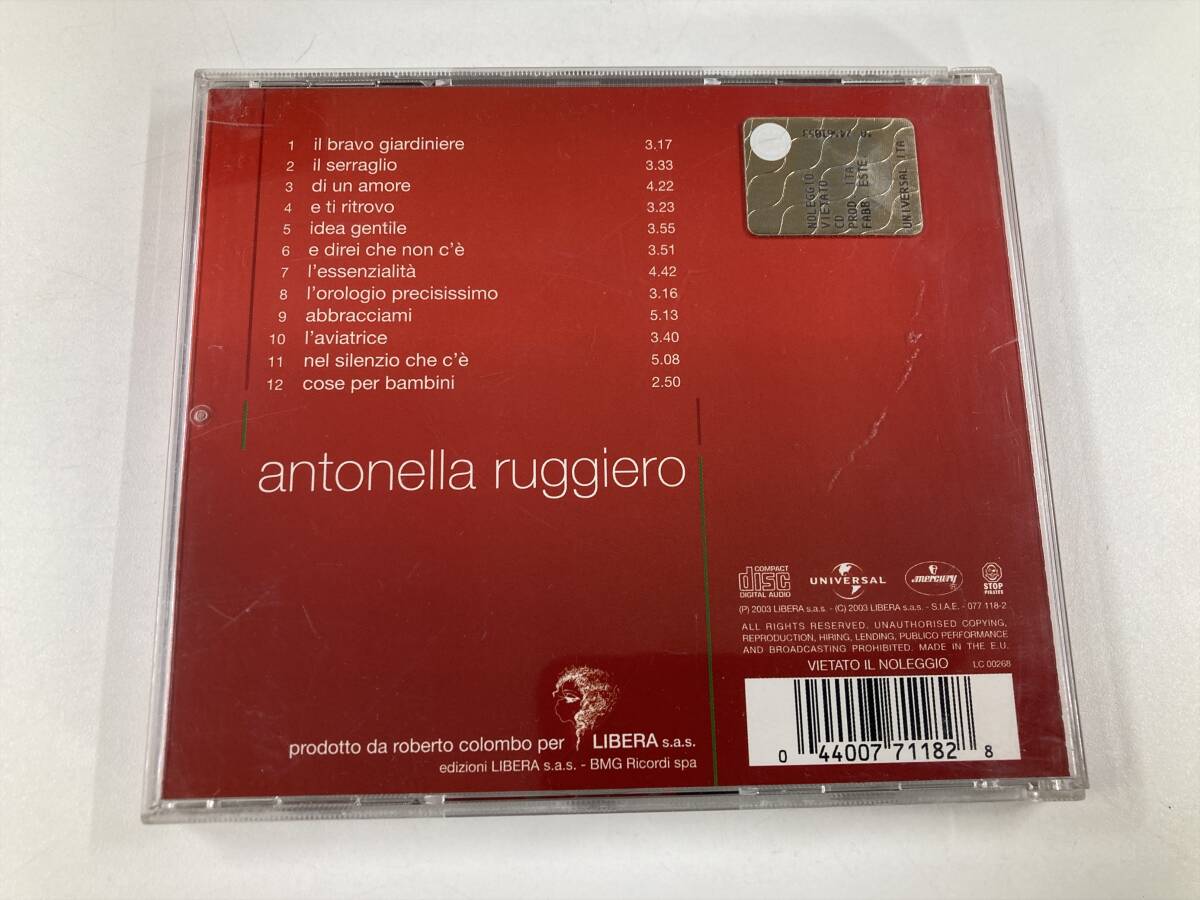 1 il bravo giardiniere 3.17
2 il serraglio 3.33
3 di un amore 4.22
4 e ti ritrovo 3.23
5 idea gentile 3.55
6 e direi che non c'è 3.51
7 l'essenzialità 4.42
8 l'orologio precisissimo 3.16
9 abbracciami 5.13
10 l'aviatrice 3.40
11 nel silenzio che c'è 5.08
12 cose per bambini 2.50
NOLEGGIO
VIETATO
CD
PROD ITA
FABB ESTE
UNIVERSAL ITA
antonella ruggiero
COMPACT
disc
DIGITAL AUDIO
UNIVERSAL
mercury
STOP
PIRATES
(P) 2003 LIBERA s.a.s. - (C) 2003 LIBERA s.a.s. - S.I.A.E. - 077 118-2
ALL RIGHTS RESERVED. UNAUTHORISED COPYING,
REPRODUCTION, HIRING, LENDING, PUBLICO PERFORMANCE
AND BROADCASTING PROHIBITED. MADE IN THE E.U.
VIETATO IL NOLEGGIO LC 00268
0 44007 71182 8
prodotto da roberto colombo per LIBERA s.a.s.
edizioni LIBERA s.a.s. - BMG Ricordi spa